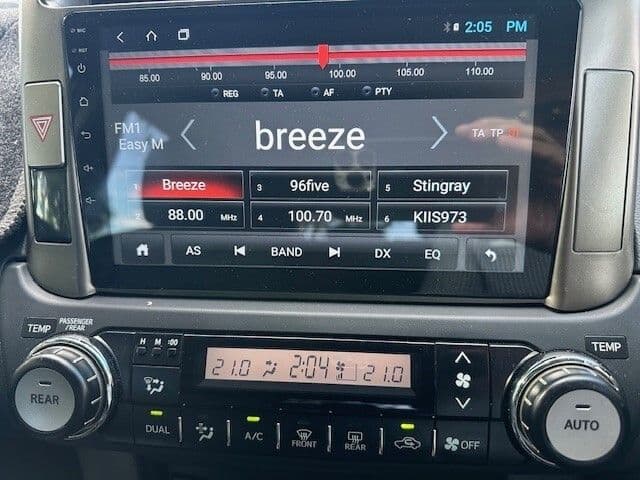 MIC
2:05 PM
RST
85.00 90.00 95.00 100.00 105.00 110.00
REG TA AF PTY
FM1
Easy M
breeze
TA TP
1 Breeze 3 96five 5 Stingray
2 88.00 MHz 4 100.70 MHz 6 KIIS973
AS BAND DX EQ
TEMP PASSENGER/REAR
H M :00
TEMP
21.0 2:04 21.0
REAR
AUTO
DUAL A/C FRONT REAR OFF